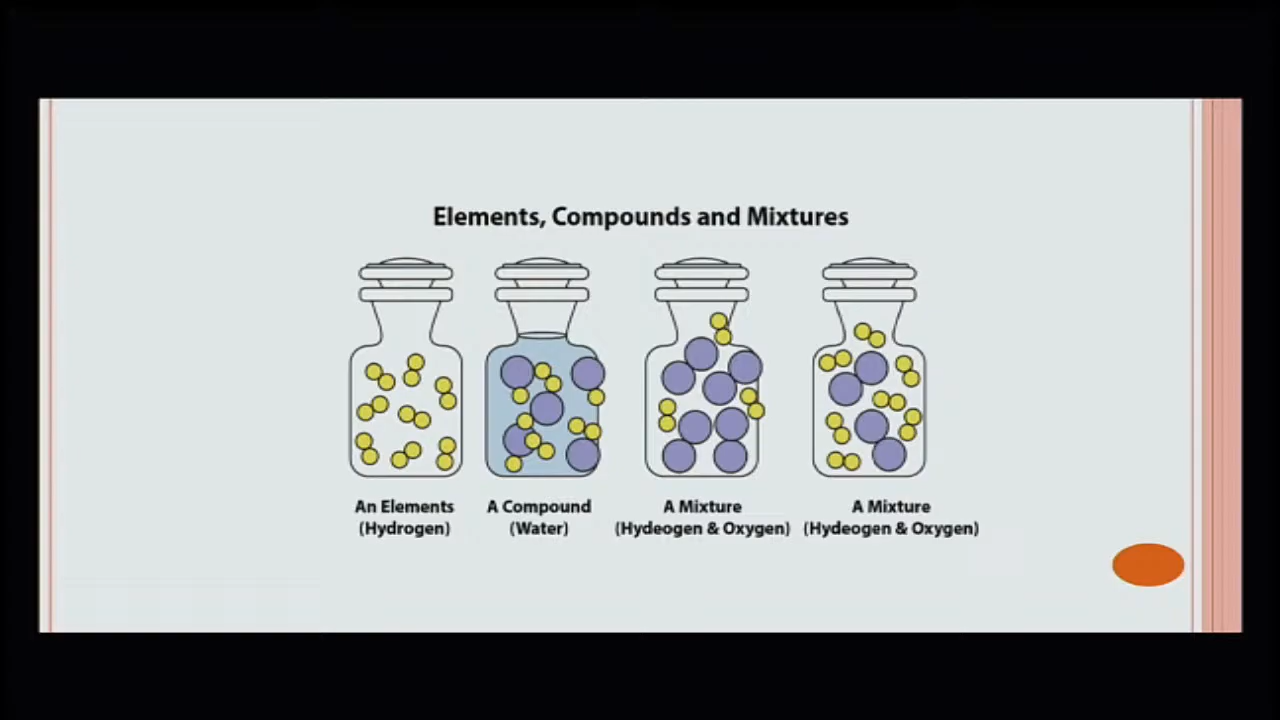 Elements, Compounds and Mixtures
An Elements
(Hydrogen)
A Compound
(Water)
A Mixture
(Hydeogen & Oxygen)
A Mixture
(Hydeogen & Oxygen)